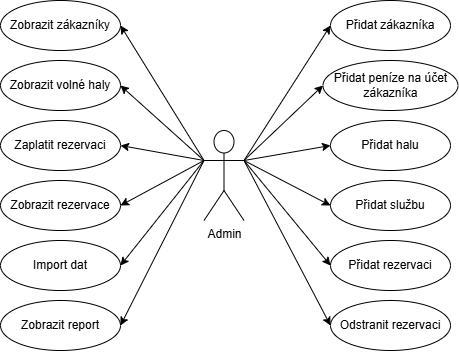 Zobrazit zákazníky
Přidat zákazníka
Zobrazit volné haly
Přidat peníze na účet
zákazníka
Zaplatit rezervaci
Přidat halu
Zobrazit rezervace
Přidat službu
Admin
Import dat
Přidat rezervaci
Zobrazit report
Odstranit rezervaci